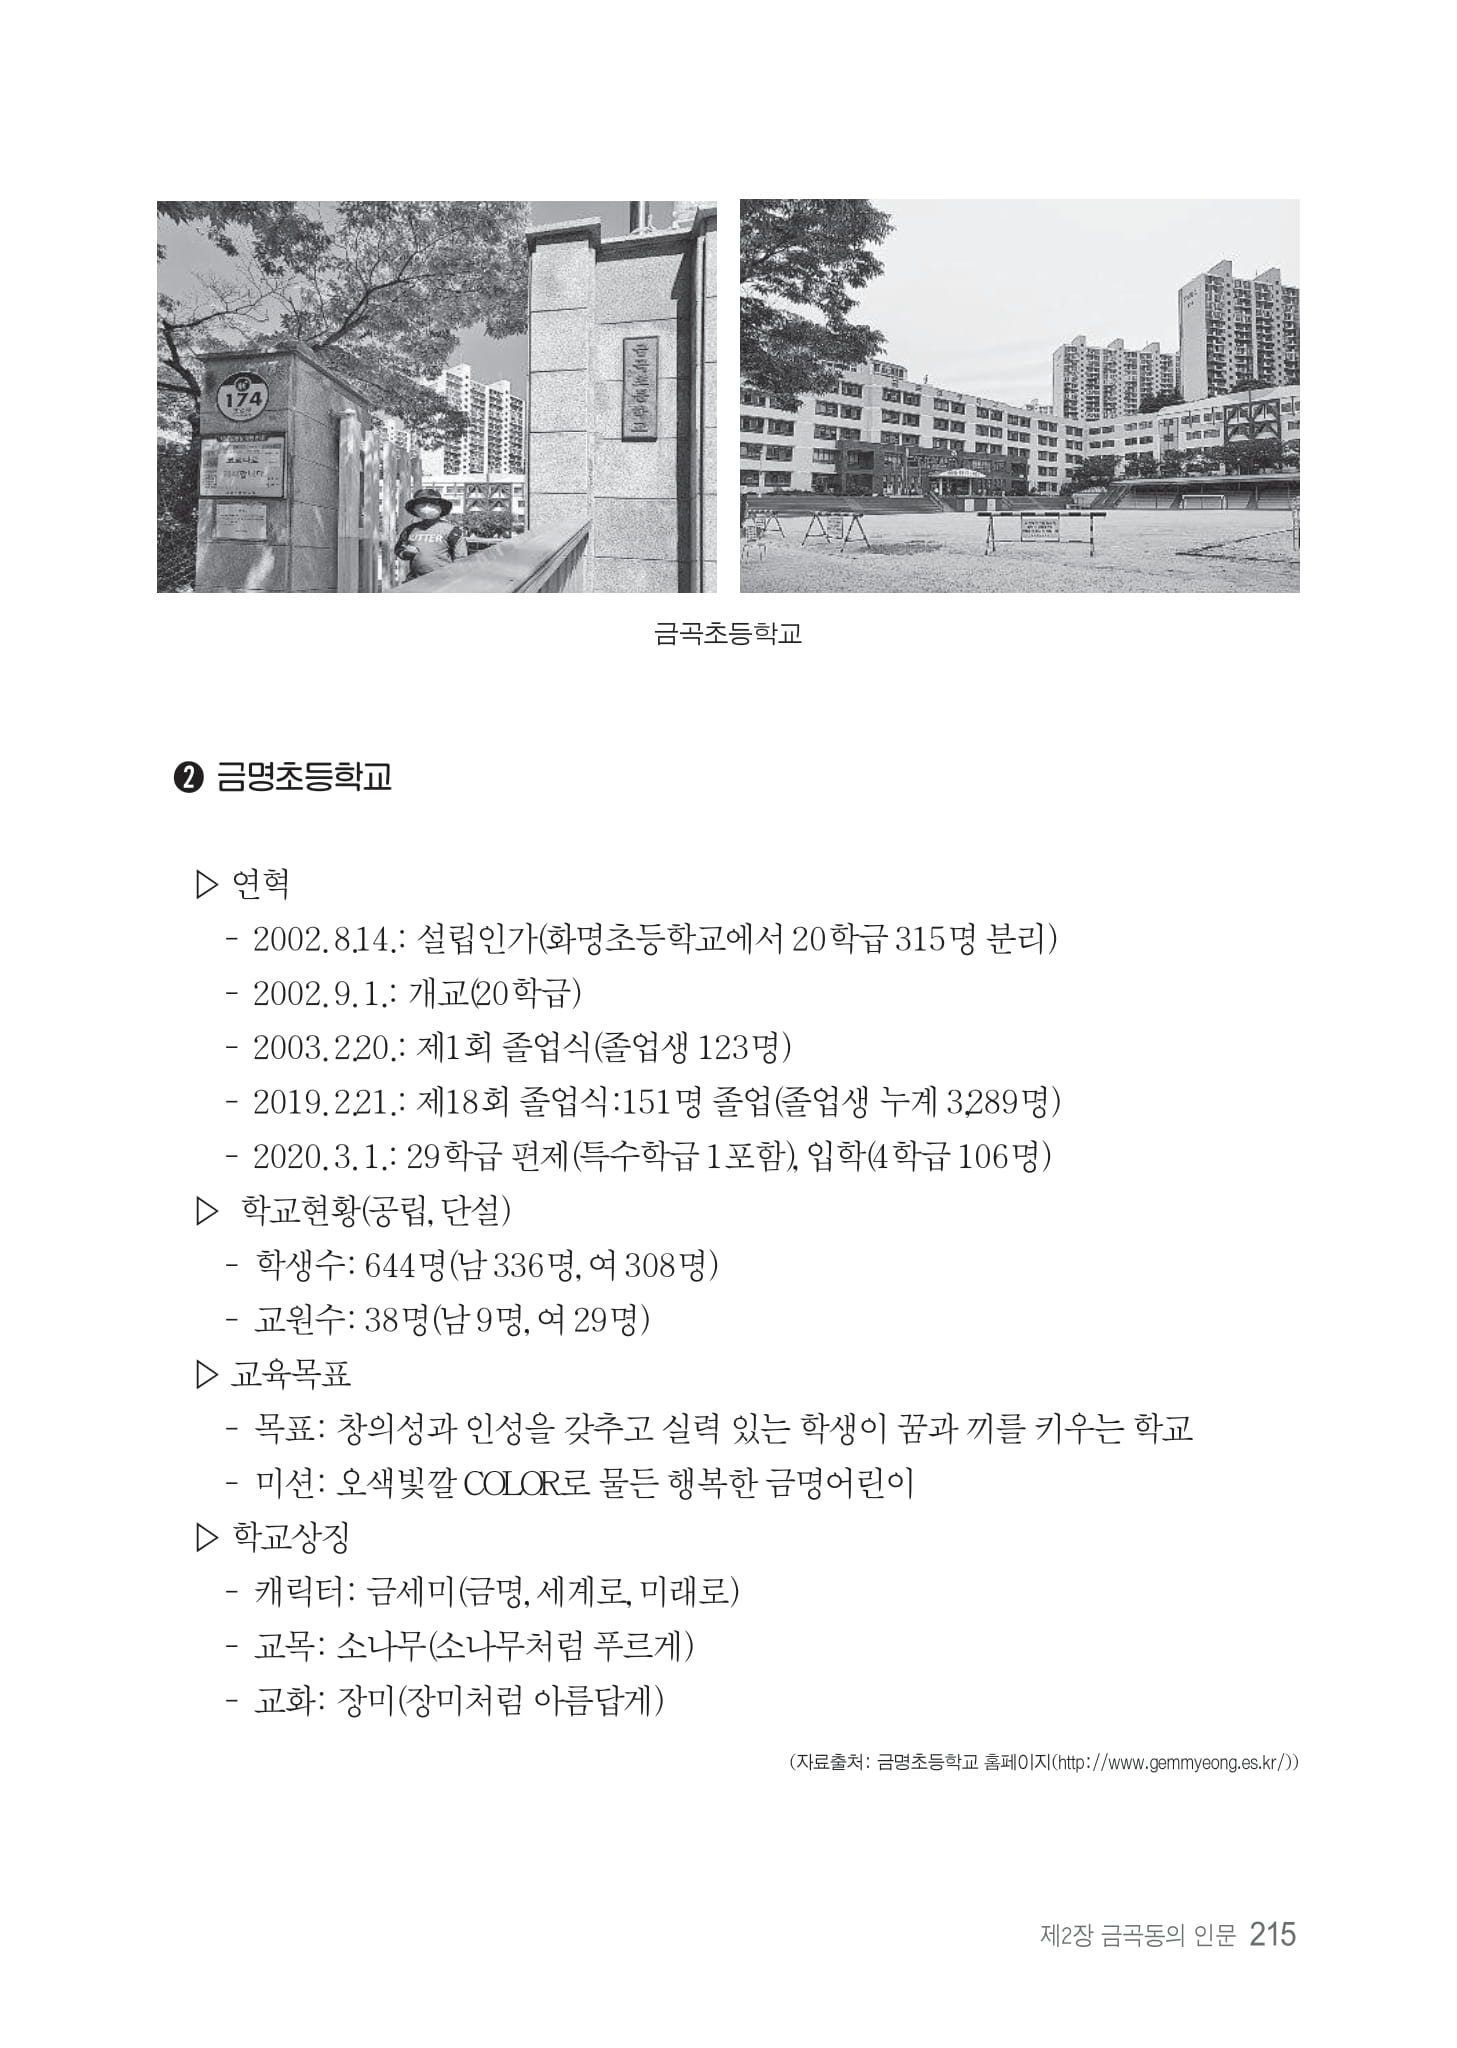 174
코로나로
BUTTER
금곡초등학교
금곡초등학교
❷ 금명초등학교
▷ 연혁
- 2002. 8.14.: 설립인가(화명초등학교에서 20학급 315명 분리)
- 2002. 9. 1.: 개교(20학급)
- 2003. 2.20.: 제1회 졸업식(졸업생 123명)
- 2019. 2.21.: 제18회 졸업식:151명 졸업(졸업생 누계 3,289명)
- 2020. 3. 1.: 29학급 편제(특수학급 1 포함), 입학(4학급 106명)
▷ 학교현황(공립, 단설)
- 학생수: 644명(남 336명, 여 308명)
- 교원수: 38명(남 9명, 여 29명)
▷ 교육목표
- 목표: 창의성과 인성을 갖추고 실력 있는 학생이 꿈과 끼를 키우는 학교
- 미션: 오색빛깔 COLOR로 물든 행복한 금명어린이
▷ 학교상징
- 캐릭터: 금세미(금명, 세계로, 미래로)
- 교목: 소나무(소나무처럼 푸르게)
- 교화: 장미(장미처럼 아름답게)
(자료출처: 금명초등학교 홈페이지(http://www.gemmyeong.es.kr/))
제2장 금곡동의 인문 215